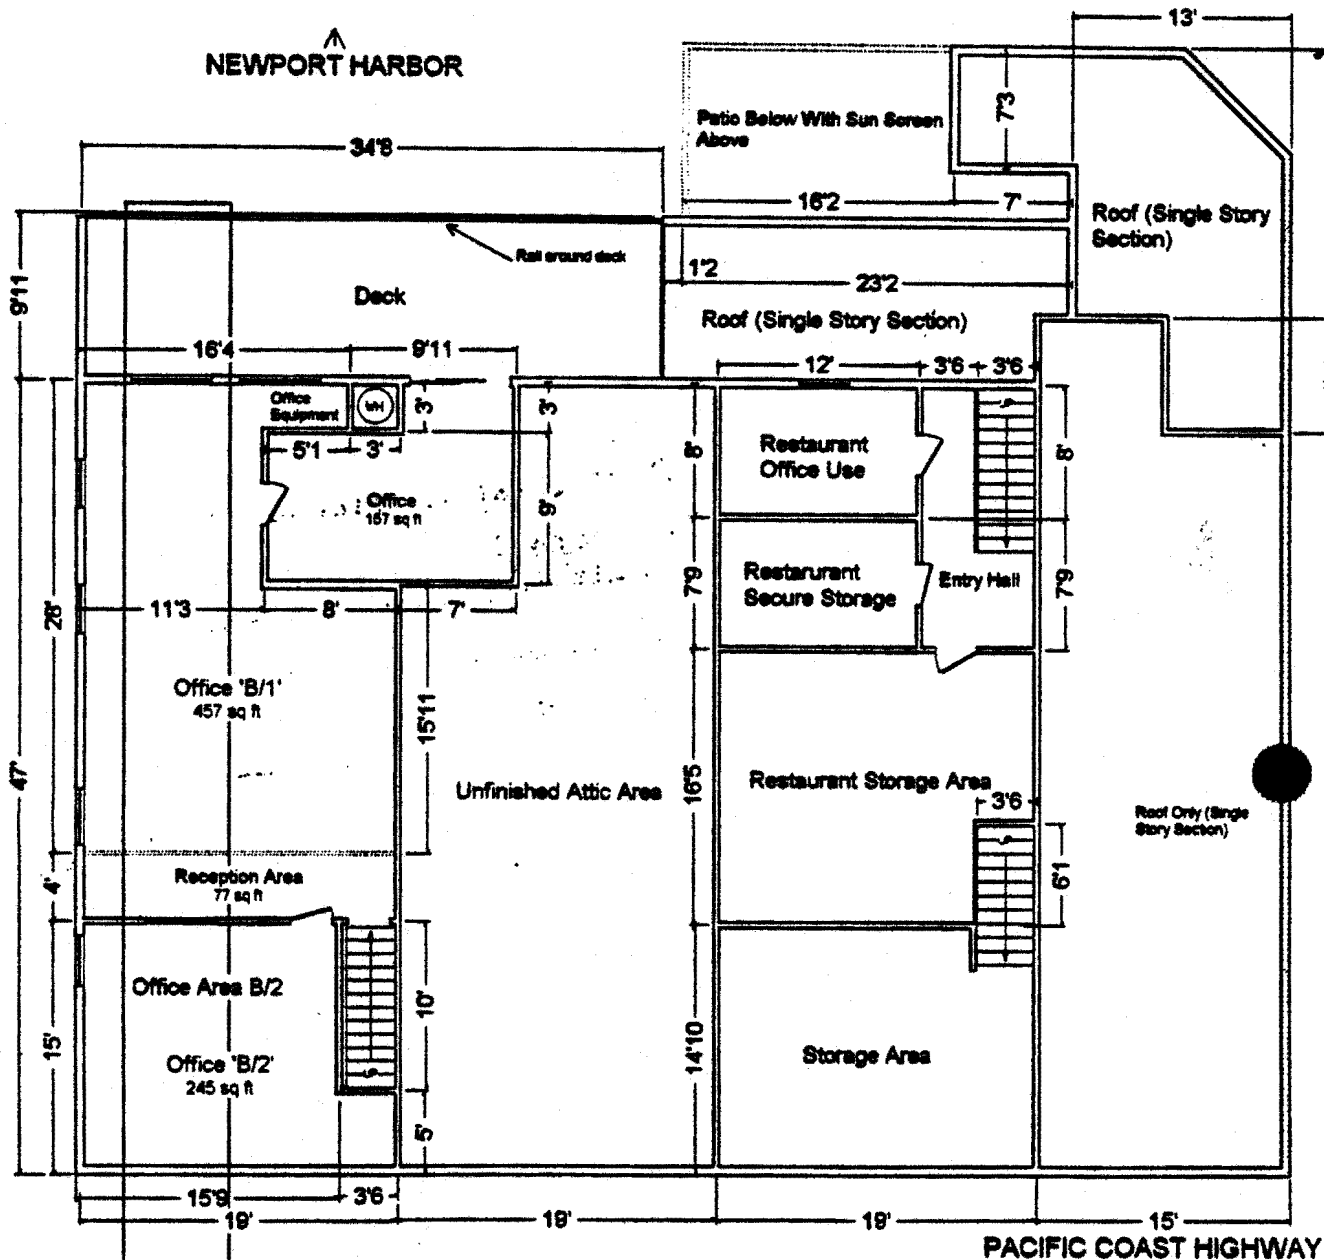 13'
NEWPORT HARBOR
7'3
Patio Below With Sun Screen
Above
34'8
16'2
7'
Roof (Single Story
Section)
Rail around deck
1'2
23'2
9'11
Deck
Roof (Single Story Section)
16'4
9'11
12'
3'6
3'6
Office
Equipment
WH
3'
3'
5'1
3'
8'
Restaurant
Office Use
8'
Office
157 sq ft
9'
28'
11'3
8'
7'
7'9
Restarurant
Secure Storage
Entry Hall
7'9
Office 'B/1'
457 sq ft
15'11
47'
Unfinished Attic Area
16'5
Restaurant Storage Area
3'6
Roof Only (Single
Story Section)
6'1
Reception Area
77 sq ft
4'
Office Area B/2
10'
15'
Office 'B/2'
245 sq ft
14'10
Storage Area
5'
15'9
3'6
19'
19'
19'
15'
PACIFIC COAST HIGHWAY